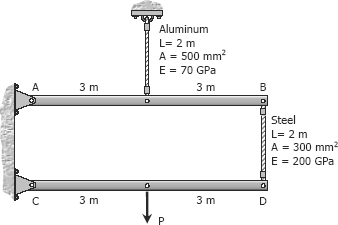 Aluminum
L= 2 m
A = 500 mm²
E = 70 GPa
A 3 m 3 m B
Steel
L= 2 m
A = 300 mm²
E = 200 GPa
C 3 m 3 m D
P